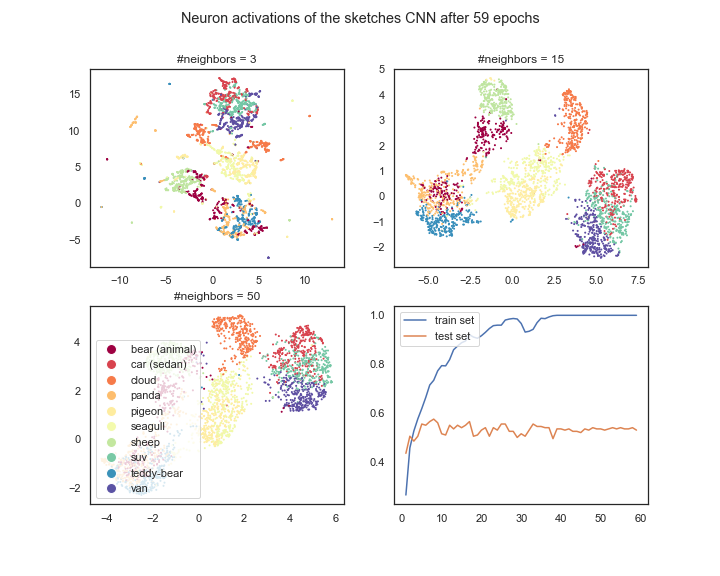 Neuron activations of the sketches CNN after 59 epochs
#neighbors = 3
15
10
5
0
−5
−10
−5
0
5
10
#neighbors = 15
5
4
3
2
1
0
−1
−2
−5.0
−2.5
0.0
2.5
5.0
7.5
#neighbors = 50
4
2
0
−2
−4
−2
0
2
4
6
bear (animal)
car (sedan)
cloud
panda
pigeon
seagull
sheep
suv
teddy-bear
van
1.0
0.8
0.6
0.4
0
10
20
30
40
50
60
train set
test set